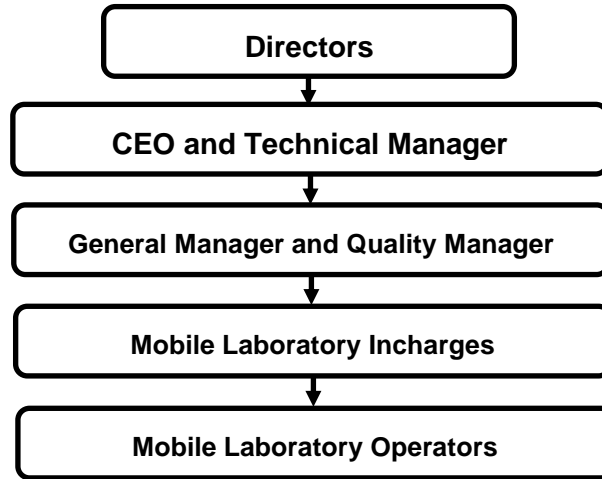 Directors
CEO and Technical Manager
General Manager and Quality Manager
Mobile Laboratory Incharges
Mobile Laboratory Operators